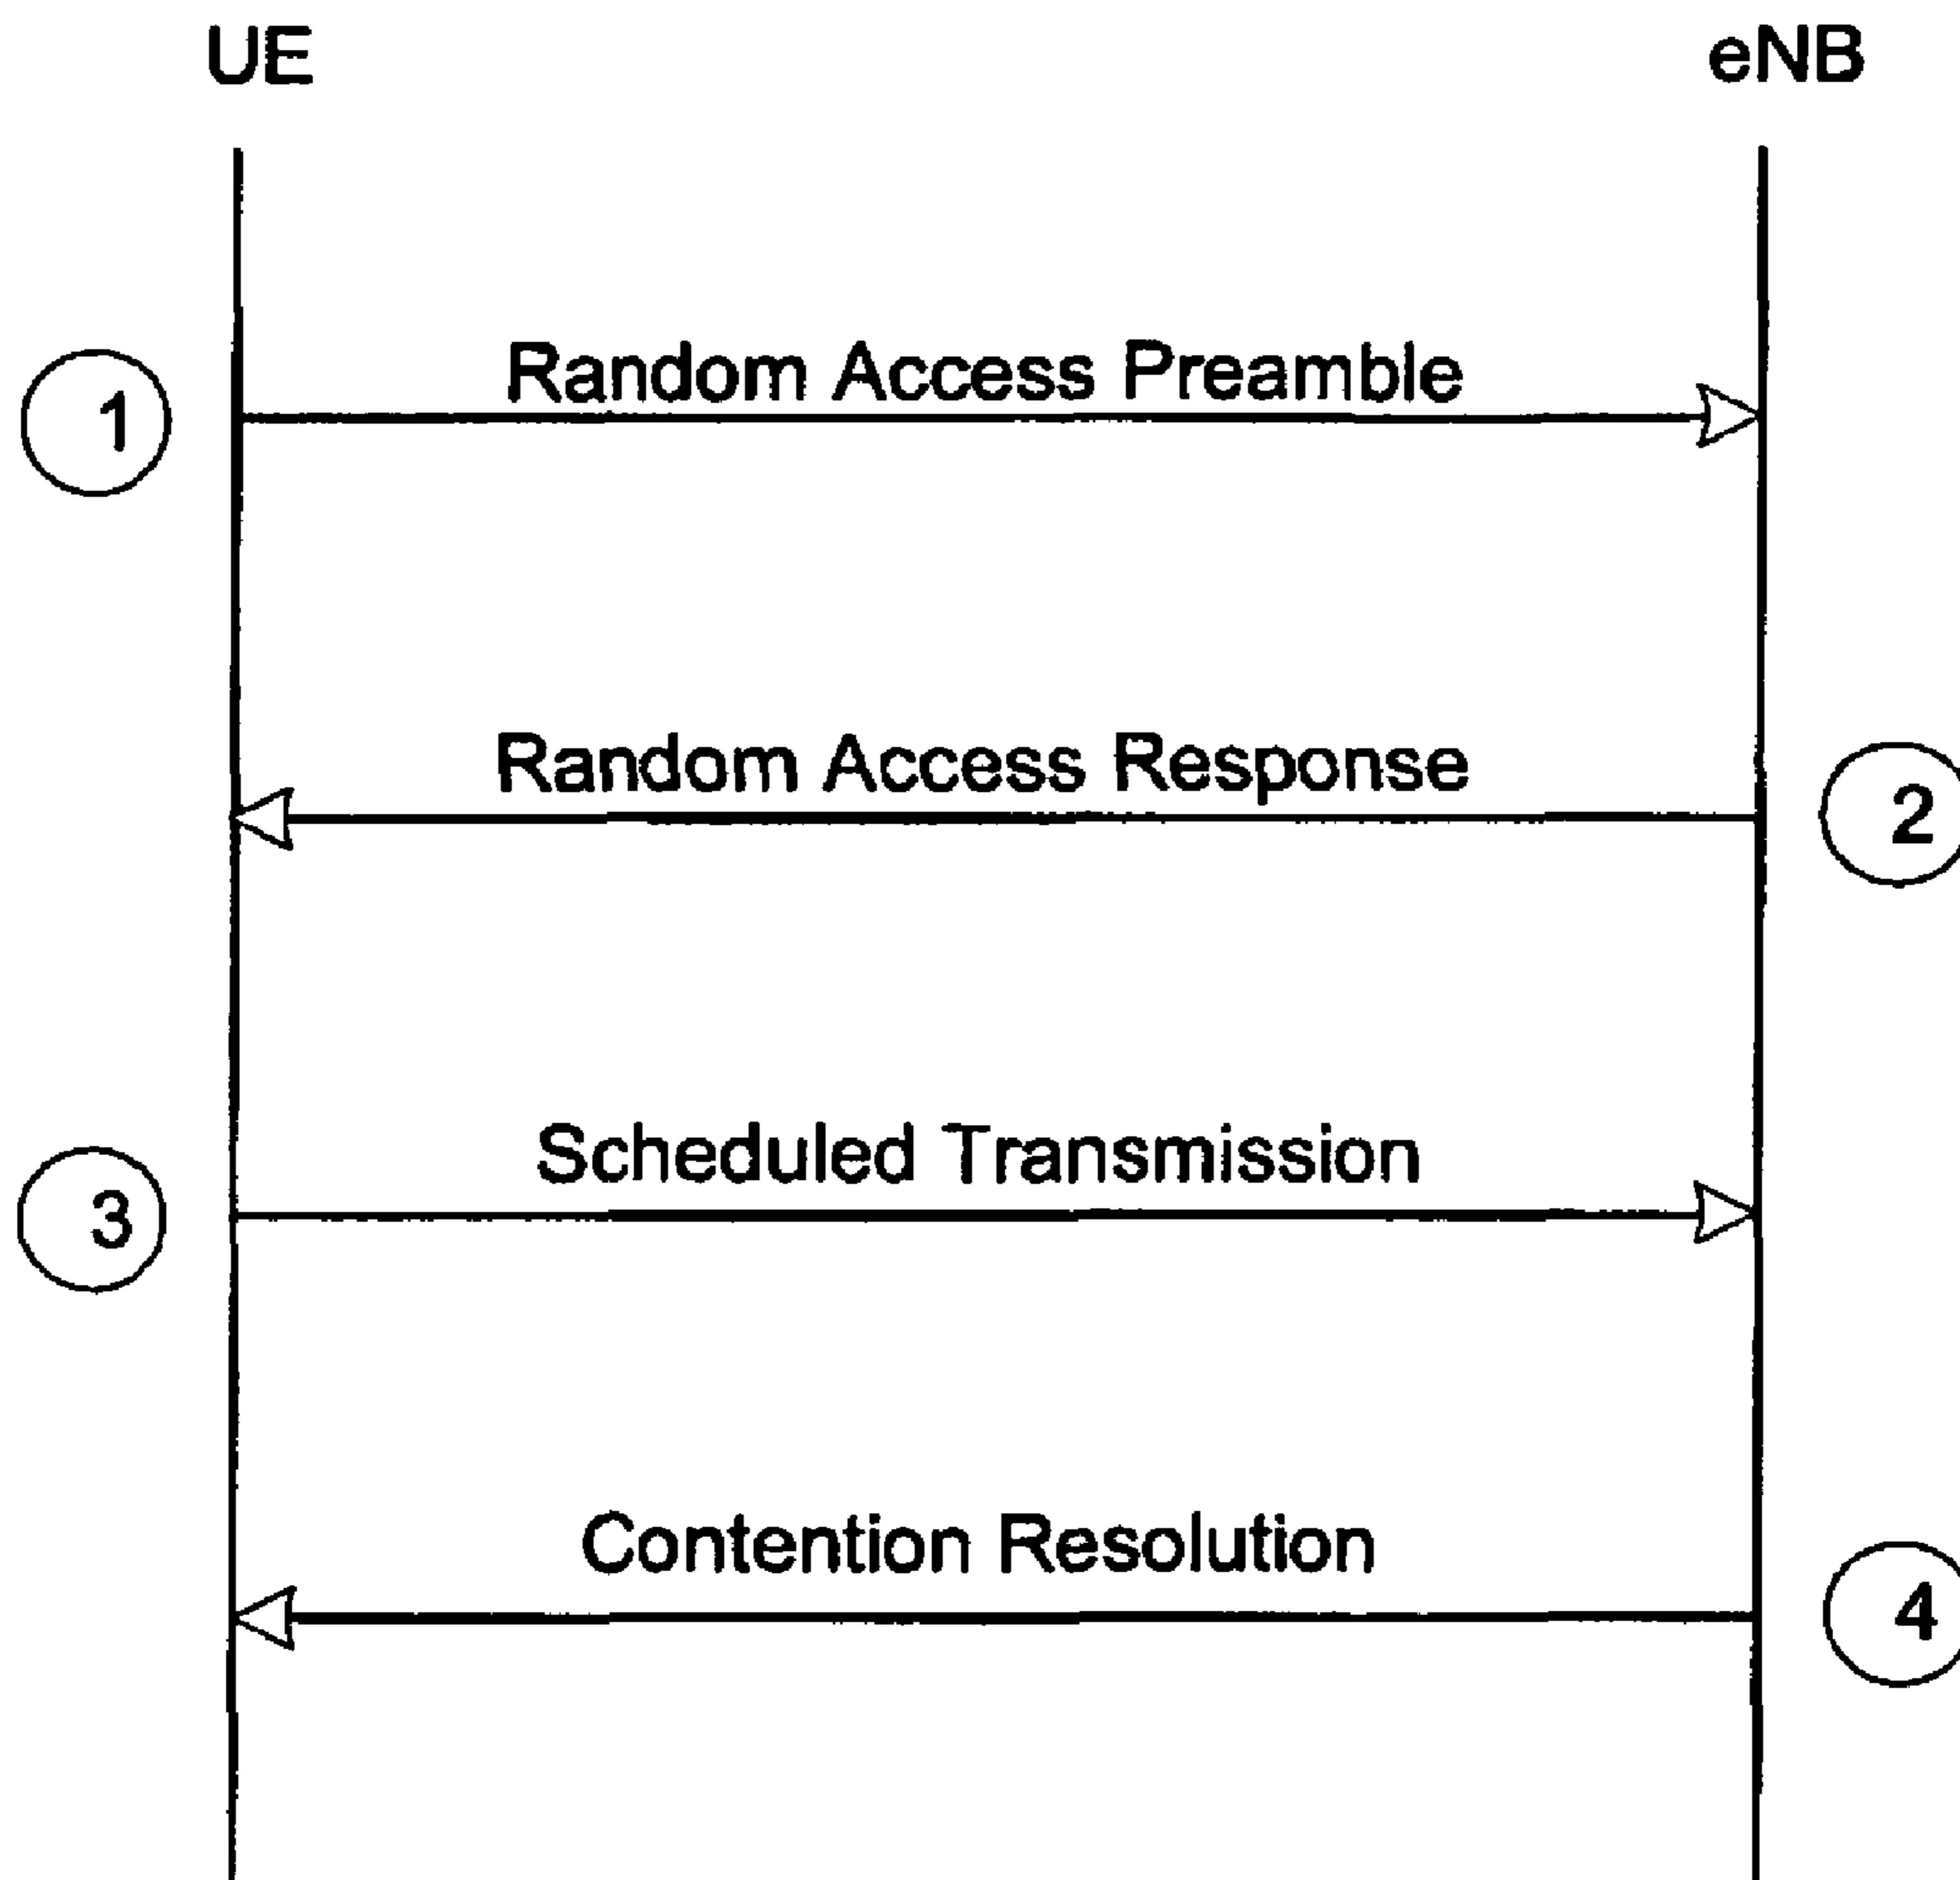 UE eNB
Random Access Preamble
1
Random Access Response
2
Scheduled Transmission
3
Contention Resolution
4